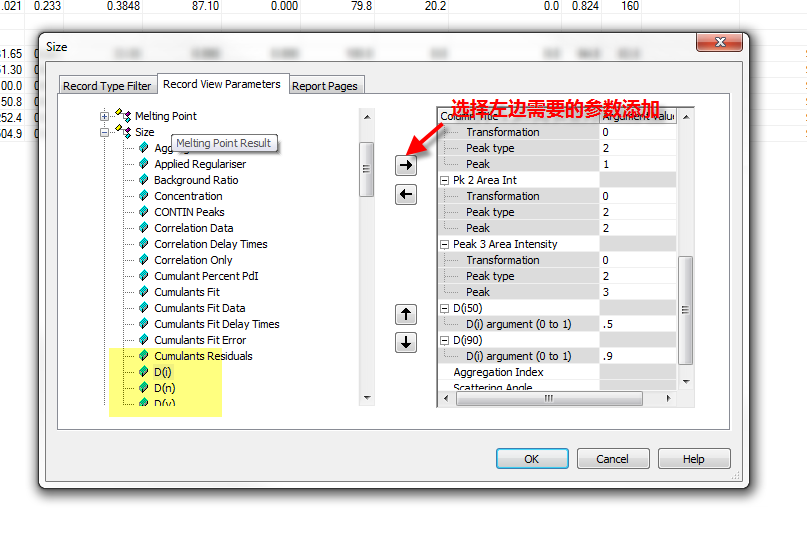 .021 0.233 0.3848 87.10 0.000 79.8 20.2 0.0 0.824 160
Size
31.65
51.30
00.0
50.8
252.4
504.9
Record Type Filter Record View Parameters Report Pages
选择左边需要的参数添加
Melting Point
Size
Melting Point Result
Applied Regulariser
Background Ratio
Concentration
CONTIN Peaks
Correlation Data
Correlation Delay Times
Correlation Only
Cumulant Percent PdI
Cumulants Fit
Cumulants Fit Data
Cumulants Fit Delay Times
Cumulants Fit Error
Cumulants Residuals
D(i)
D(n)
D(v)
Column Title Argument Value
Transformation 0
Peak type 2
Peak 1
Pk 2 Area Int
Transformation 0
Peak type 2
Peak 2
Peak 3 Area Intensity
Transformation 0
Peak type 2
Peak 3
D(i50)
D(i) argument (0 to 1) .5
D(i90)
D(i) argument (0 to 1) .9
Aggregation Index
Scattering Angle
OK Cancel Help